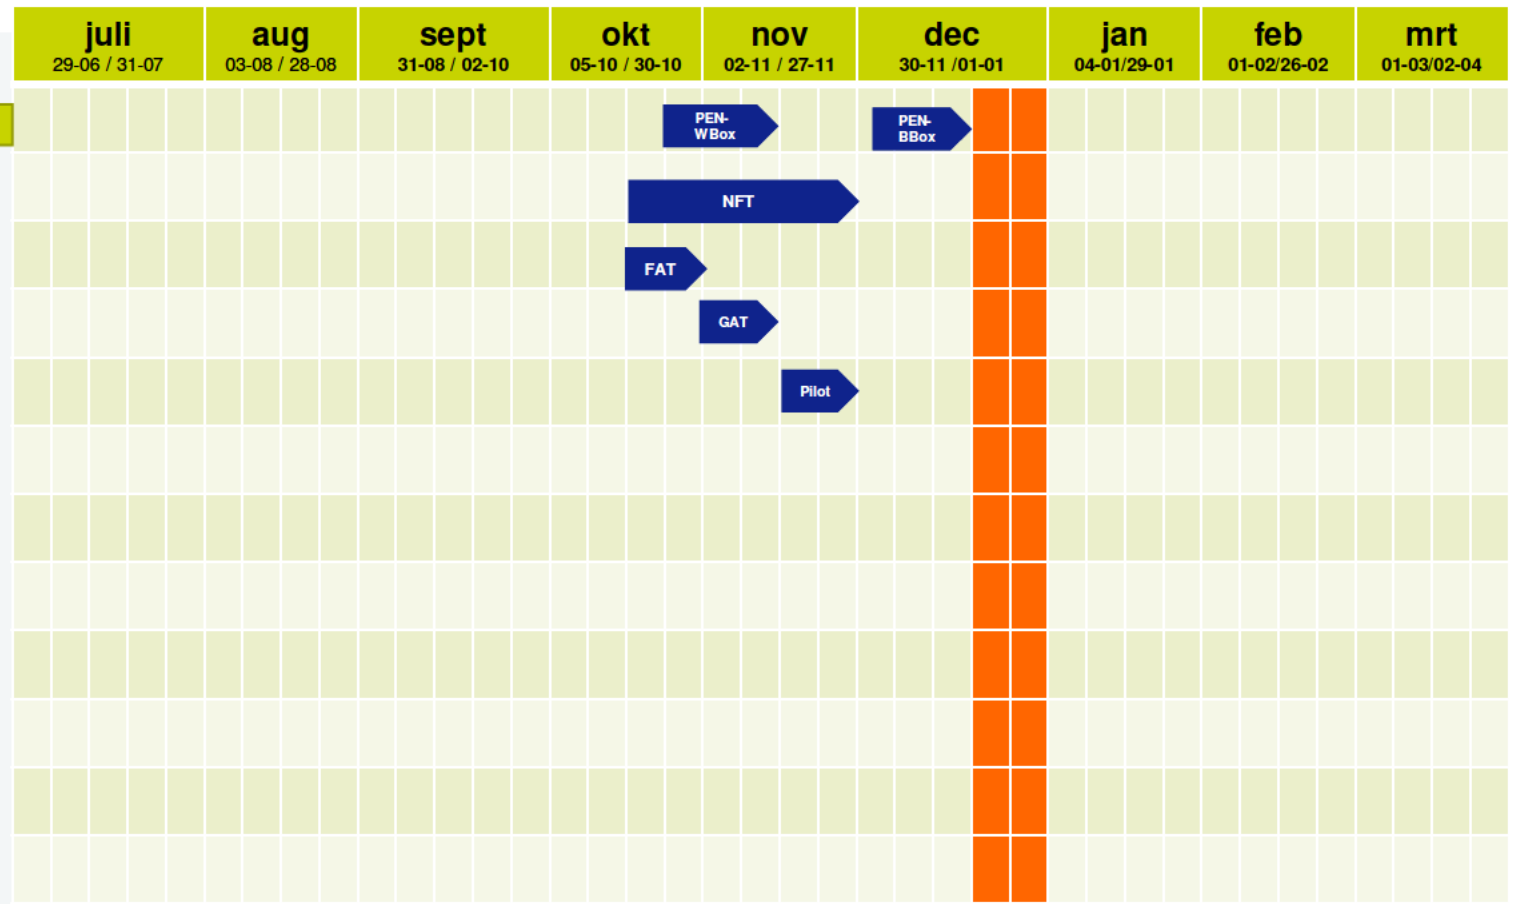 juli
29-06 / 31-07
aug
03-08 / 28-08
sept
31-08 / 02-10
okt
05-10 / 30-10
nov
02-11 / 27-11
dec
30-11 /01-01
jan
04-01/29-01
feb
01-02/26-02
mrt
01-03/02-04
PEN-
WBox
PEN-
BBox
NFT
FAT
GAT
Pilot